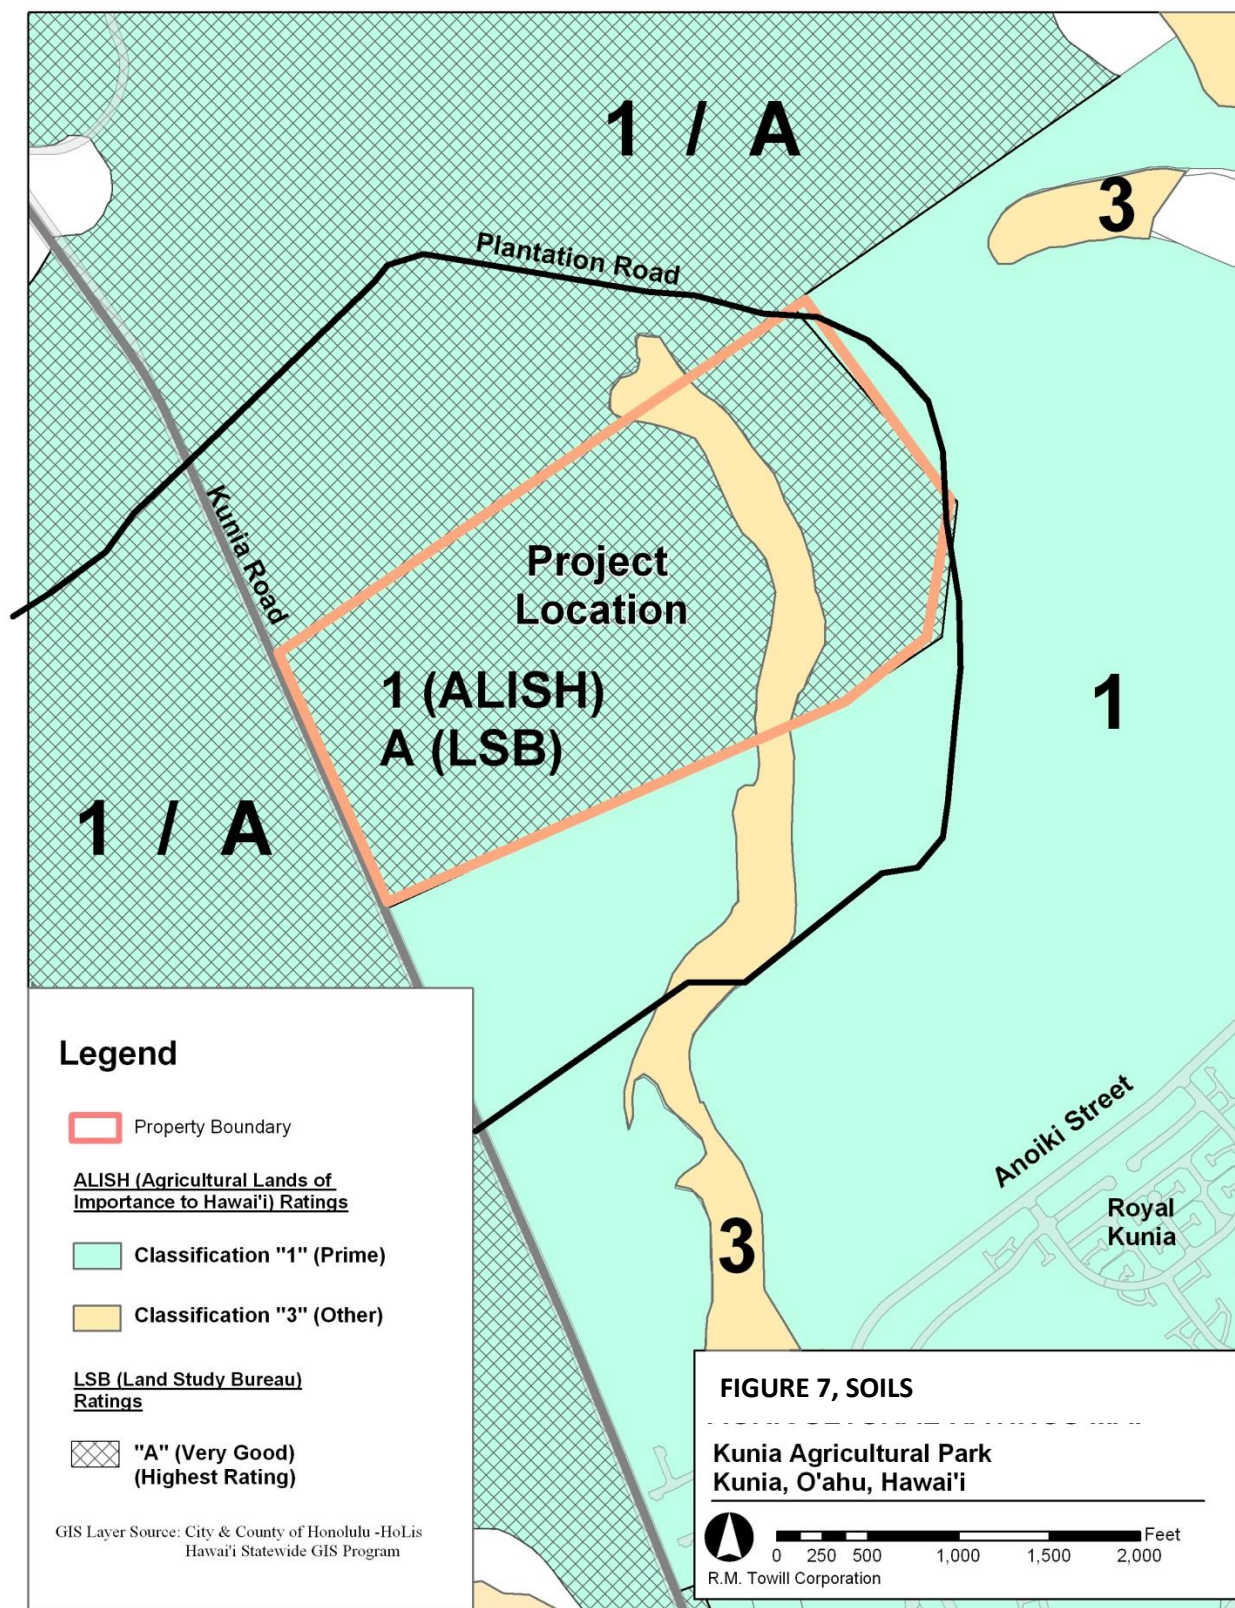 1 / A
3
Plantation Road
Kunia Road
Project
Location
1 (ALISH)
A (LSB)
1
1 / A
Legend
Property Boundary
ALISH (Agricultural Lands of
Importance to Hawai'i) Ratings
Classification "1" (Prime)
Classification "3" (Other)
LSB (Land Study Bureau)
Ratings
"A" (Very Good)
(Highest Rating)
GIS Layer Source: City & County of Honolulu -HoLis
Hawai'i Statewide GIS Program
Anoiki Street
Royal
Kunia
3
FIGURE 7, SOILS
Kunia Agricultural Park
Kunia, O'ahu, Hawai'i
Feet
0 250 500 1,000 1,500 2,000
R.M. Towill Corporation